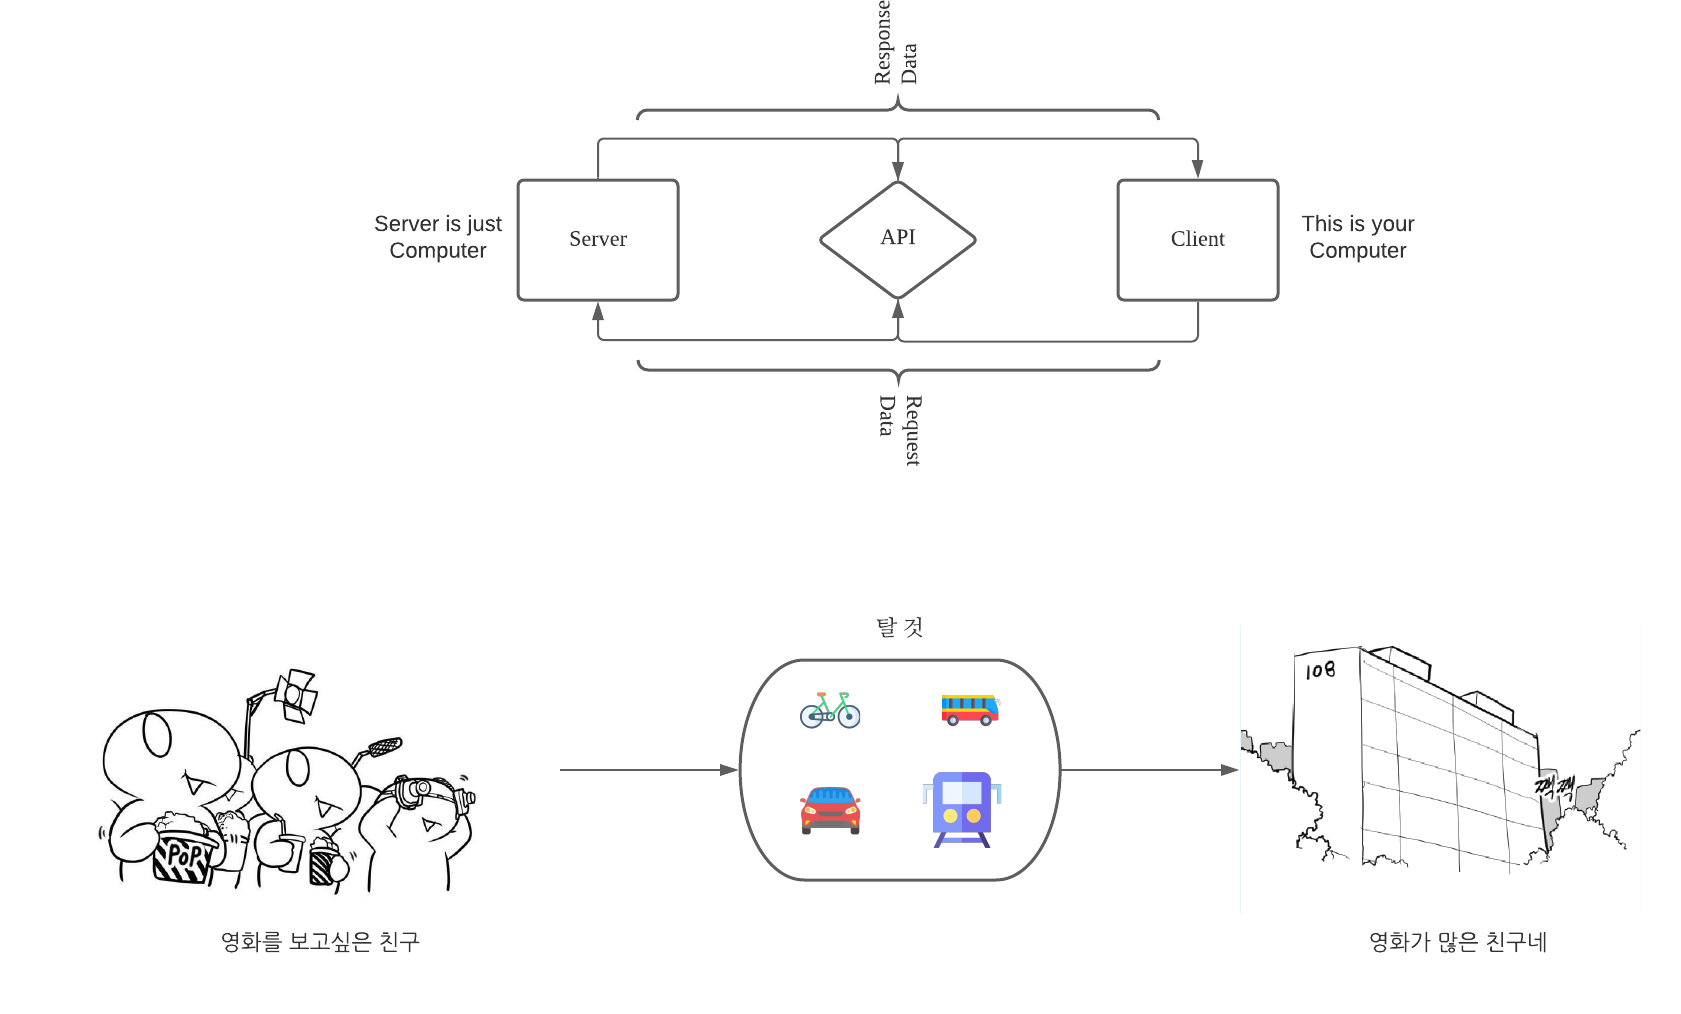 Response
Data
Server is just
Computer
Server
API
Client
This is your
Computer
Request
Data
탈 것
108
짹 짹
POP
영화를 보고싶은 친구
영화가 많은 친구네